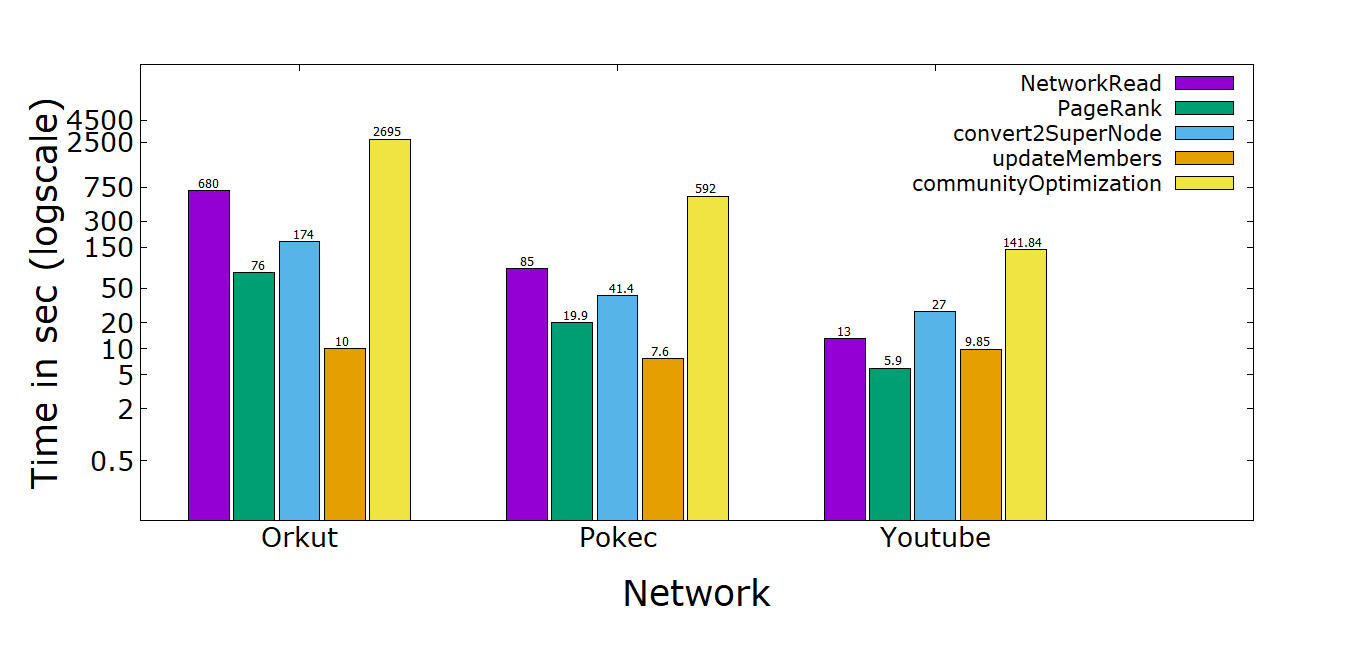 Time in sec (logscale)
4500
2500
750
300
150
50
20
10
5
2
0.5
NetworkRead
PageRank
convert2SuperNode
updateMembers
communityOptimization
680
76
174
10
2695
85
19.9
41.4
7.6
592
13
5.9
27
9.85
141.84
Orkut
Pokec
Youtube
Network